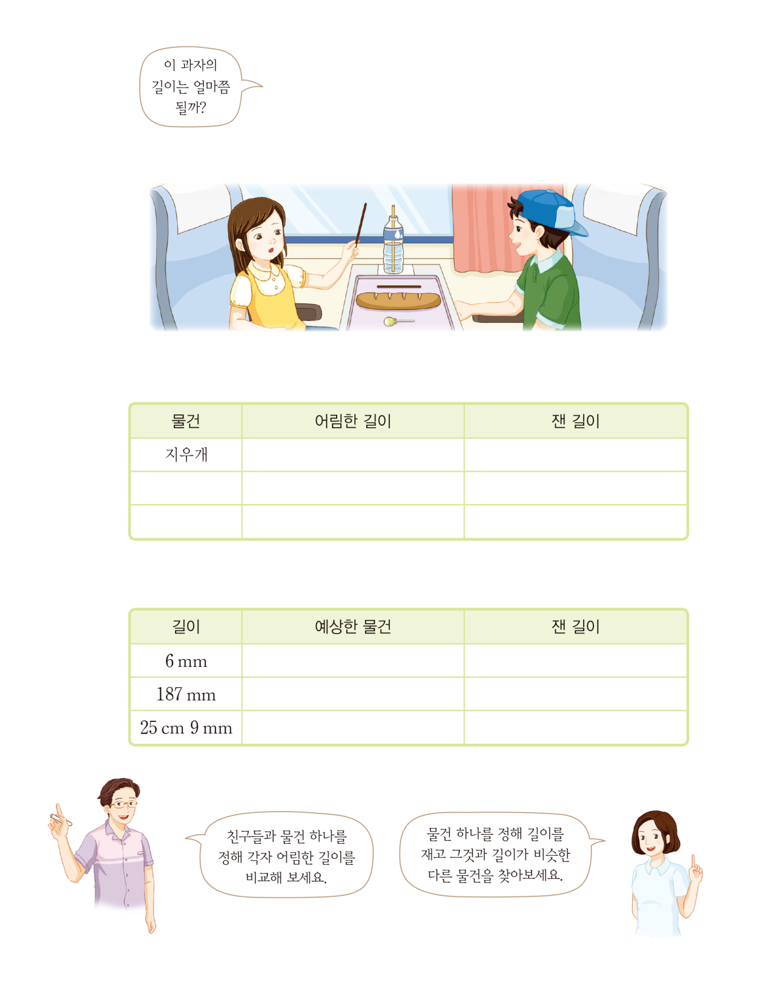 이 과자의
길이는 얼마쯤
될까?
물건 어림한 길이 잰 길이
지우개
길이 예상한 물건 잰 길이
6 mm
187 mm
25 cm 9 mm
친구들과 물건 하나를
정해 각자 어림한 길이를
비교해 보세요.
물건 하나를 정해 길이를
재고 그것과 길이가 비슷한
다른 물건을 찾아보세요.